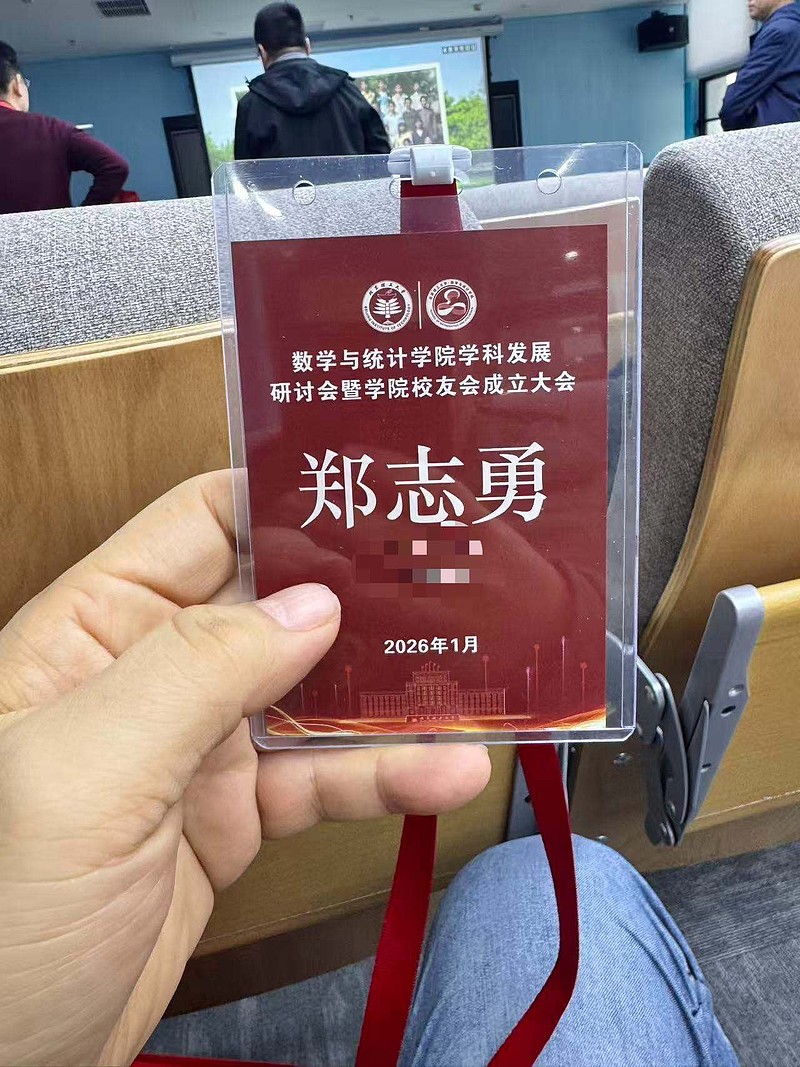 数学与统计学院学科发展
研讨会暨学院校友会成立大会
郑志勇
2026年1月